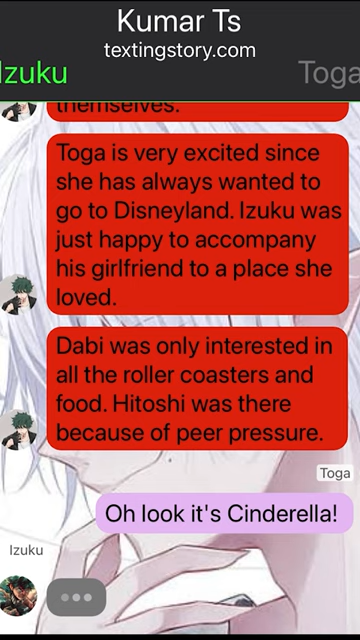 Kumar Ts
textingstory.com
Izuku
Toga
themselves.
Toga is very excited since
she has always wanted to
go to Disneyland. Izuku was
just happy to accompany
his girlfriend to a place she
loved.
Dabi was only interested in
all the roller coasters and
food. Hitoshi was there
because of peer pressure.
Toga
Oh look it's Cinderella!
Izuku